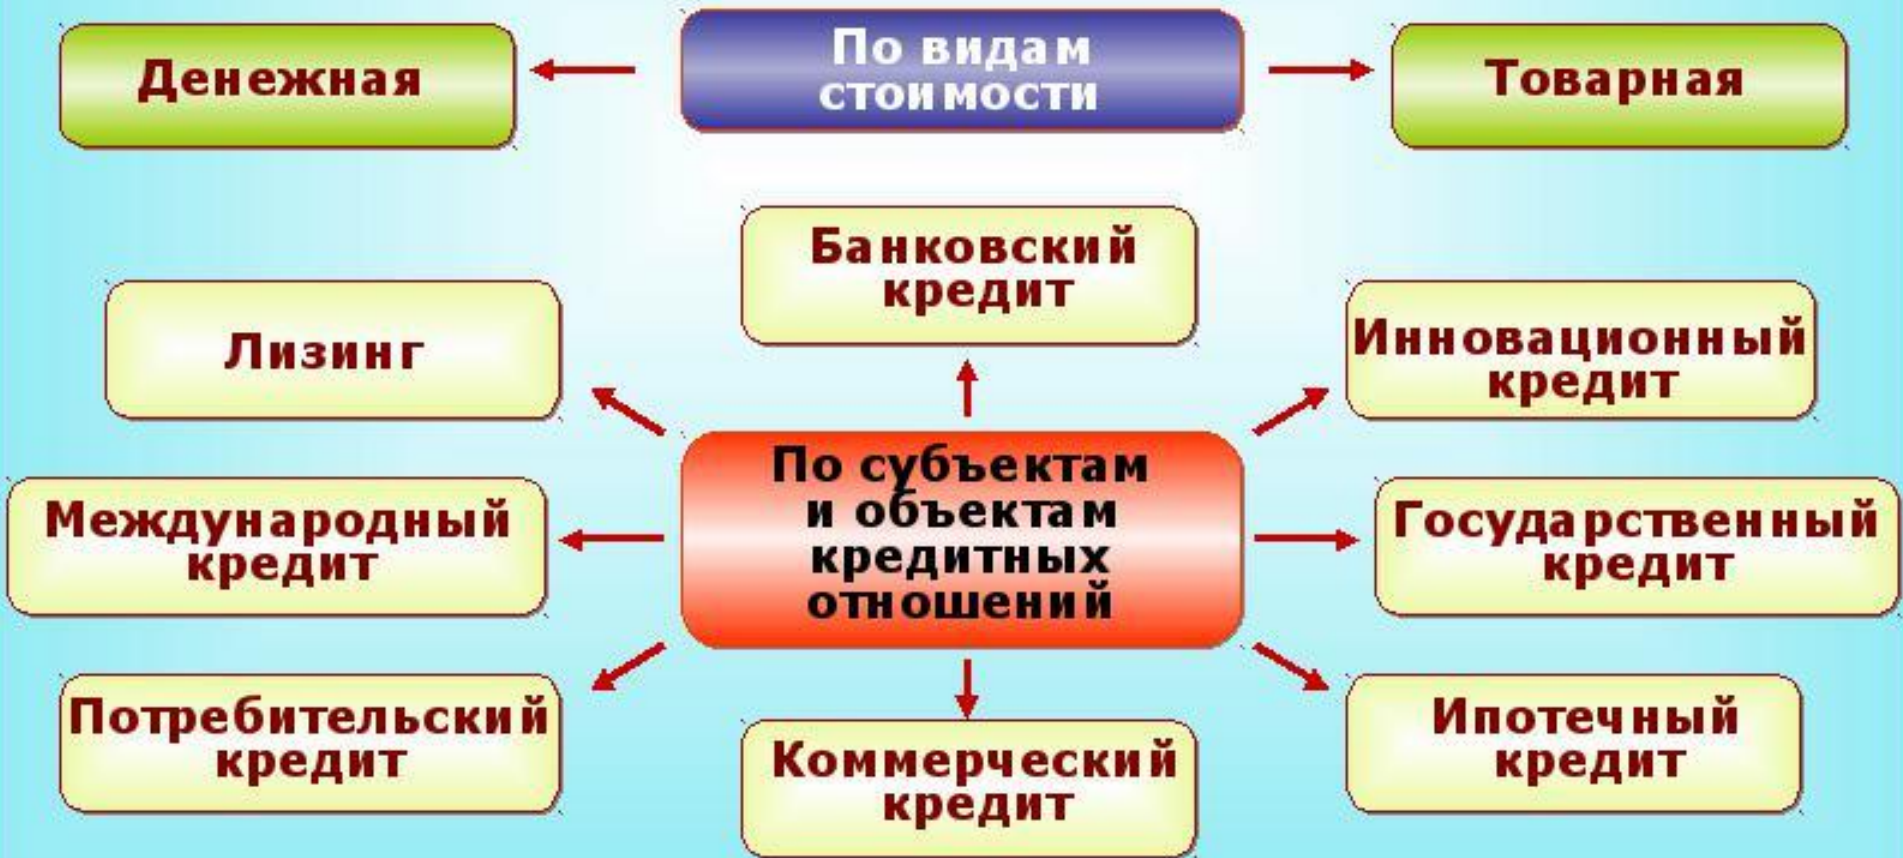 Денежная
По видам
стоимости
Товарная
Банковский
кредит
Лизинг
Инновационный
кредит
По субъектам
и объектам
кредитных
отношений
Международный
кредит
Государственный
кредит
Потребительский
кредит
Коммерческий
кредит
Ипотечный
кредит